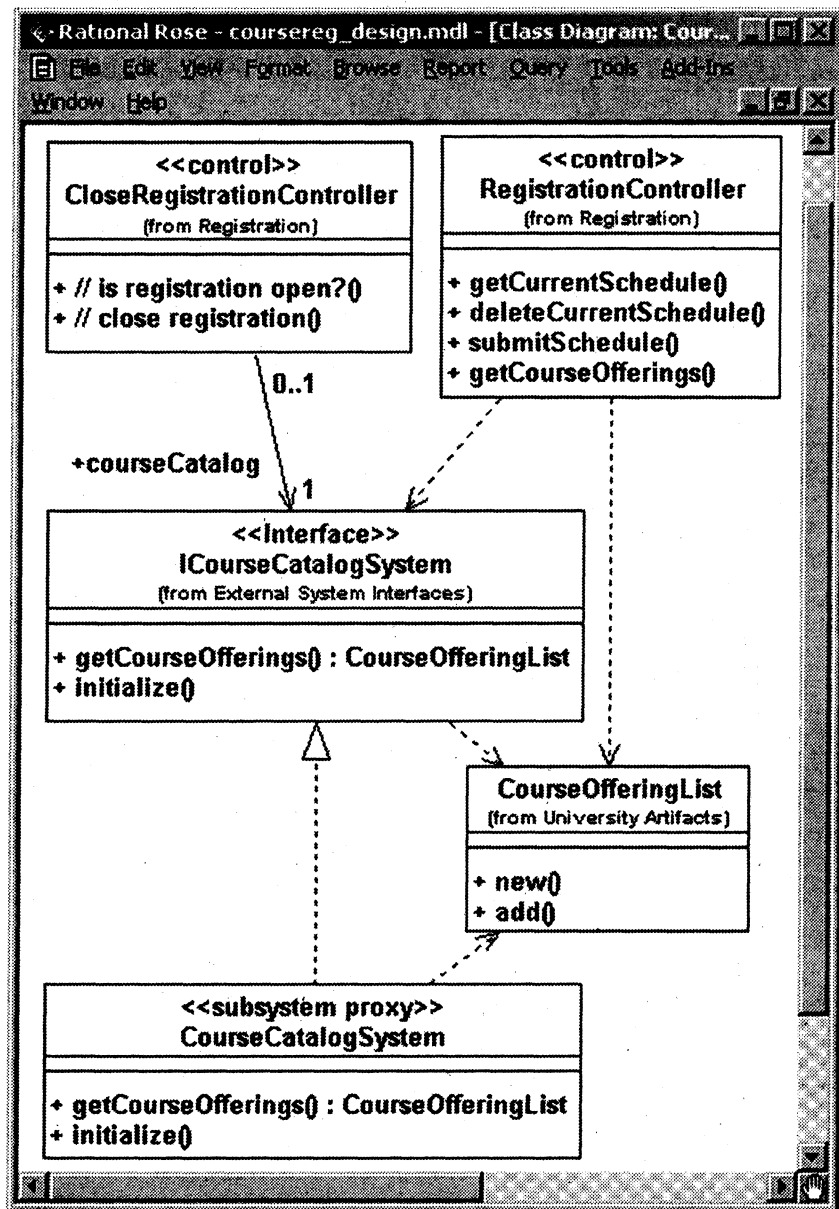 Rational Rose - coursereg_design.mdl - [Class Diagram: Cour...
File Edit View Format Browse Report Query Tools Add-Ins
Window Help
<<control>>
CloseRegistrationController
(from Registration)
+ // is registration open?()
+ // close registration()
<<control>>
RegistrationController
(from Registration)
+ getCurrentSchedule()
+ deleteCurrentSchedule()
+ submitSchedule()
+ getCourseOfferings()
0..1
+courseCatalog
1
<<Interface>>
ICourseCatalogSystem
(from External System Interfaces)
+ getCourseOfferings() : CourseOfferingList
+ initialize()
CourseOfferingList
(from University Artifacts)
+ new()
+ add()
<<subsystem proxy>>
CourseCatalogSystem
+ getCourseOfferings() : CourseOfferingList
+ initialize()